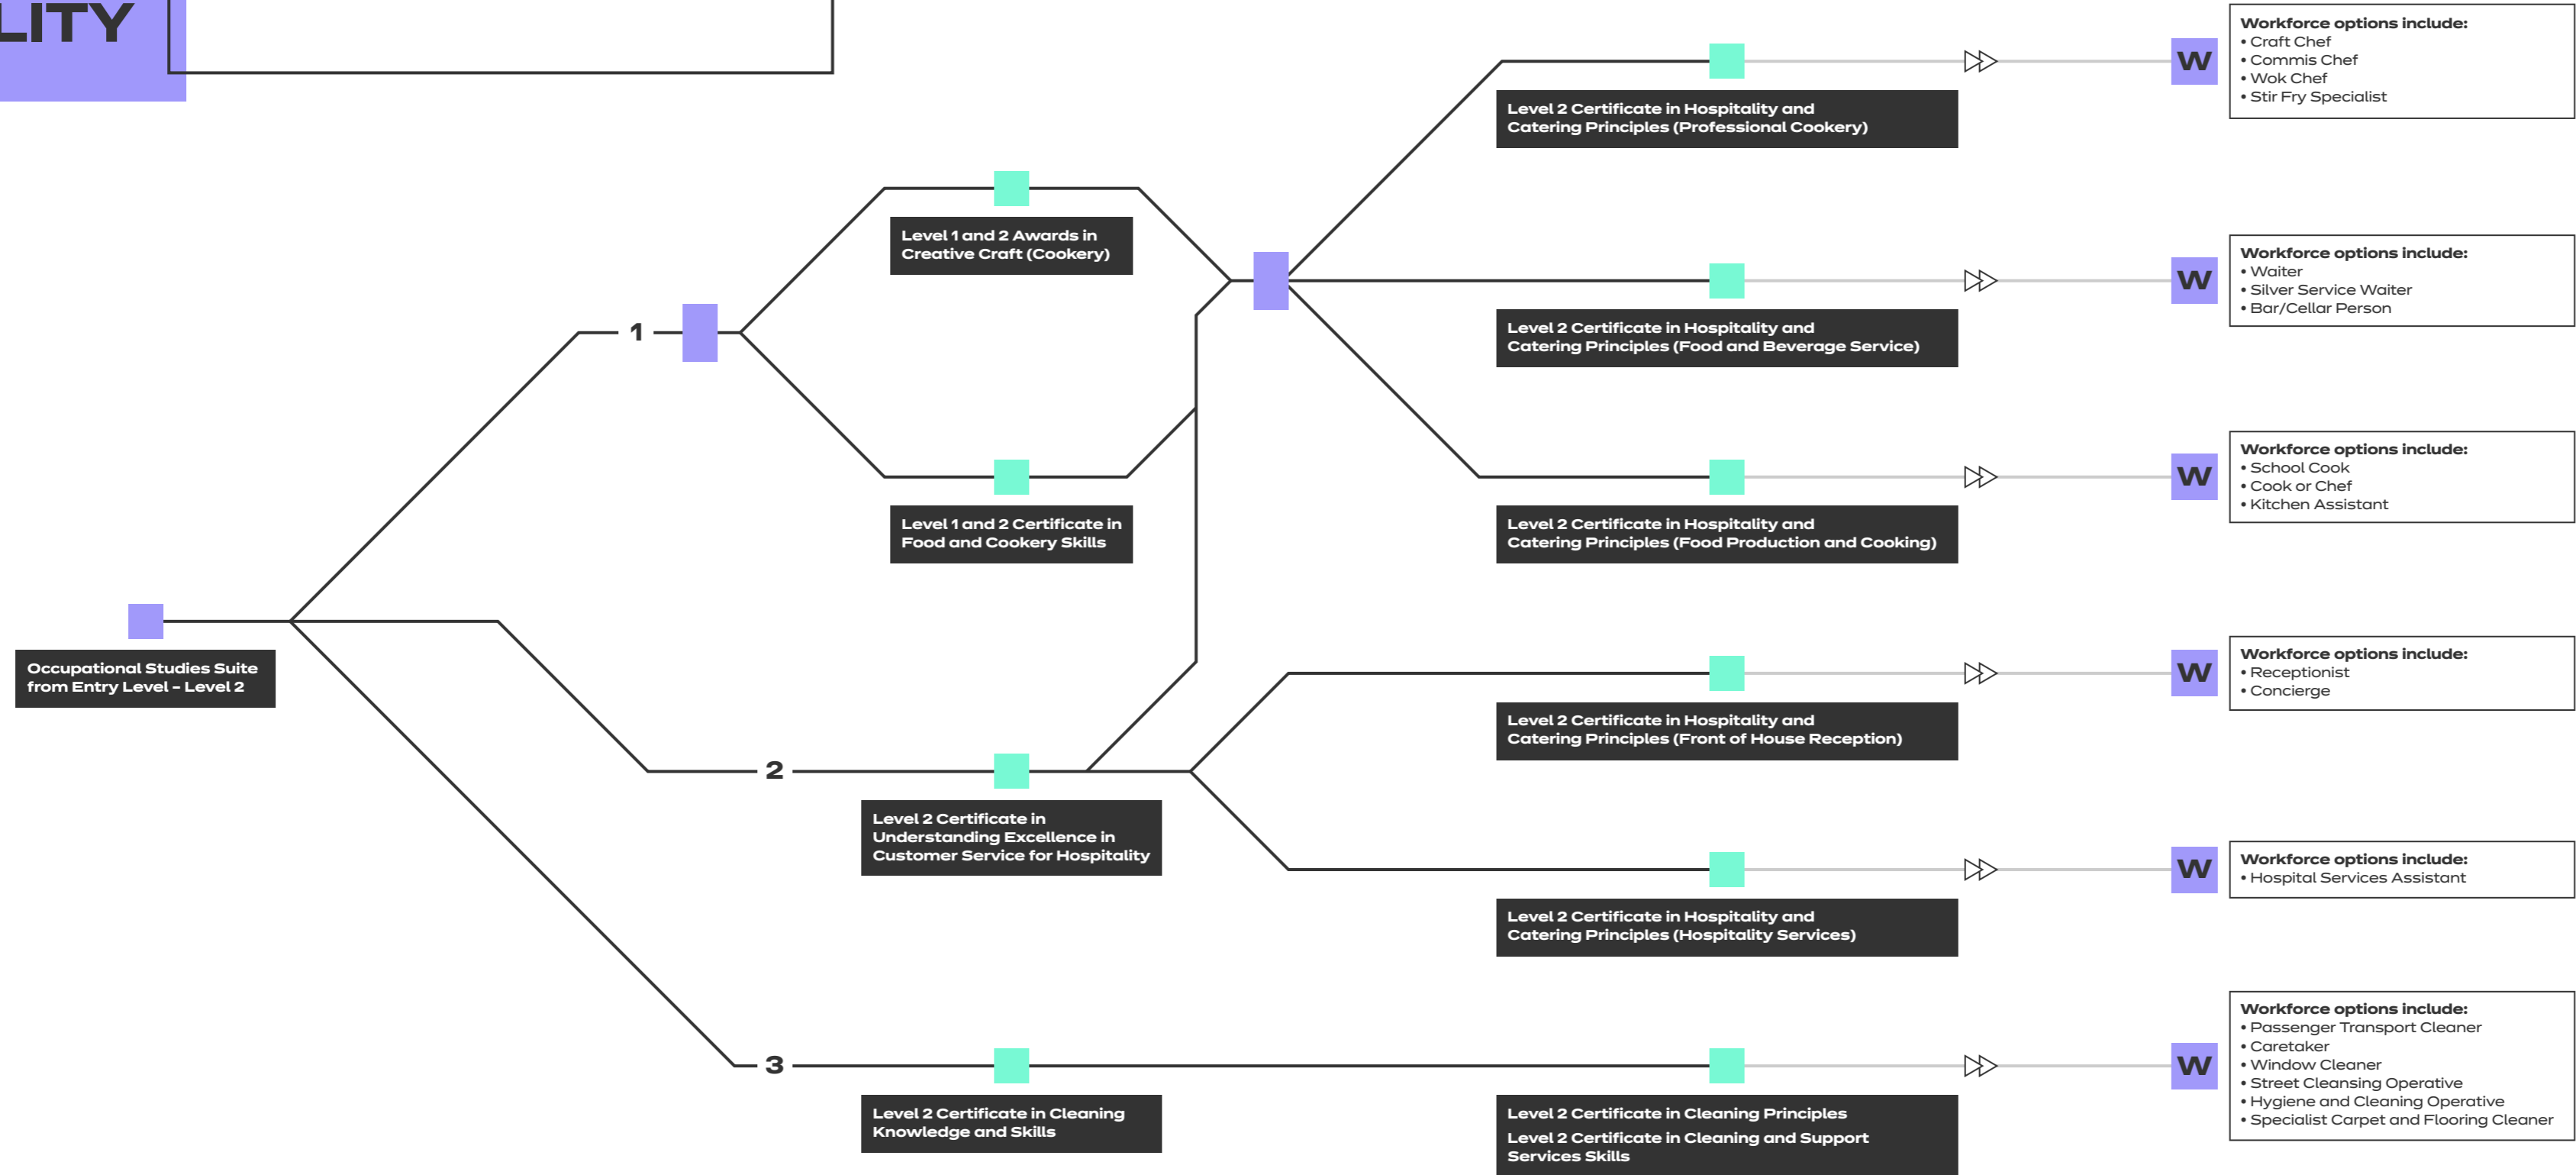 LITY
Workforce options include:
• Craft Chef
• Commis Chef
• Wok Chef
• Stir Fry Specialist
W
Level 2 Certificate in Hospitality and
Catering Principles (Professional Cookery)
Level 1 and 2 Awards in
Creative Craft (Cookery)
Workforce options include:
• Waiter
• Silver Service Waiter
• Bar/Cellar Person
W
Level 2 Certificate in Hospitality and
Catering Principles (Food and Beverage Service)
1
Workforce options include:
• School Cook
• Cook or Chef
• Kitchen Assistant
W
Level 1 and 2 Certificate in
Food and Cookery Skills
Level 2 Certificate in Hospitality and
Catering Principles (Food Production and Cooking)
Occupational Studies Suite
from Entry Level – Level 2
Workforce options include:
• Receptionist
• Concierge
W
Level 2 Certificate in Hospitality and
Catering Principles (Front of House Reception)
2
Level 2 Certificate in
Understanding Excellence in
Customer Service for Hospitality
Workforce options include:
• Hospital Services Assistant
W
Level 2 Certificate in Hospitality and
Catering Principles (Hospitality Services)
3
Workforce options include:
• Passenger Transport Cleaner
• Caretaker
• Window Cleaner
• Street Cleansing Operative
• Hygiene and Cleaning Operative
• Specialist Carpet and Flooring Cleaner
W
Level 2 Certificate in Cleaning
Knowledge and Skills
Level 2 Certificate in Cleaning Principles
Level 2 Certificate in Cleaning and Support
Services Skills